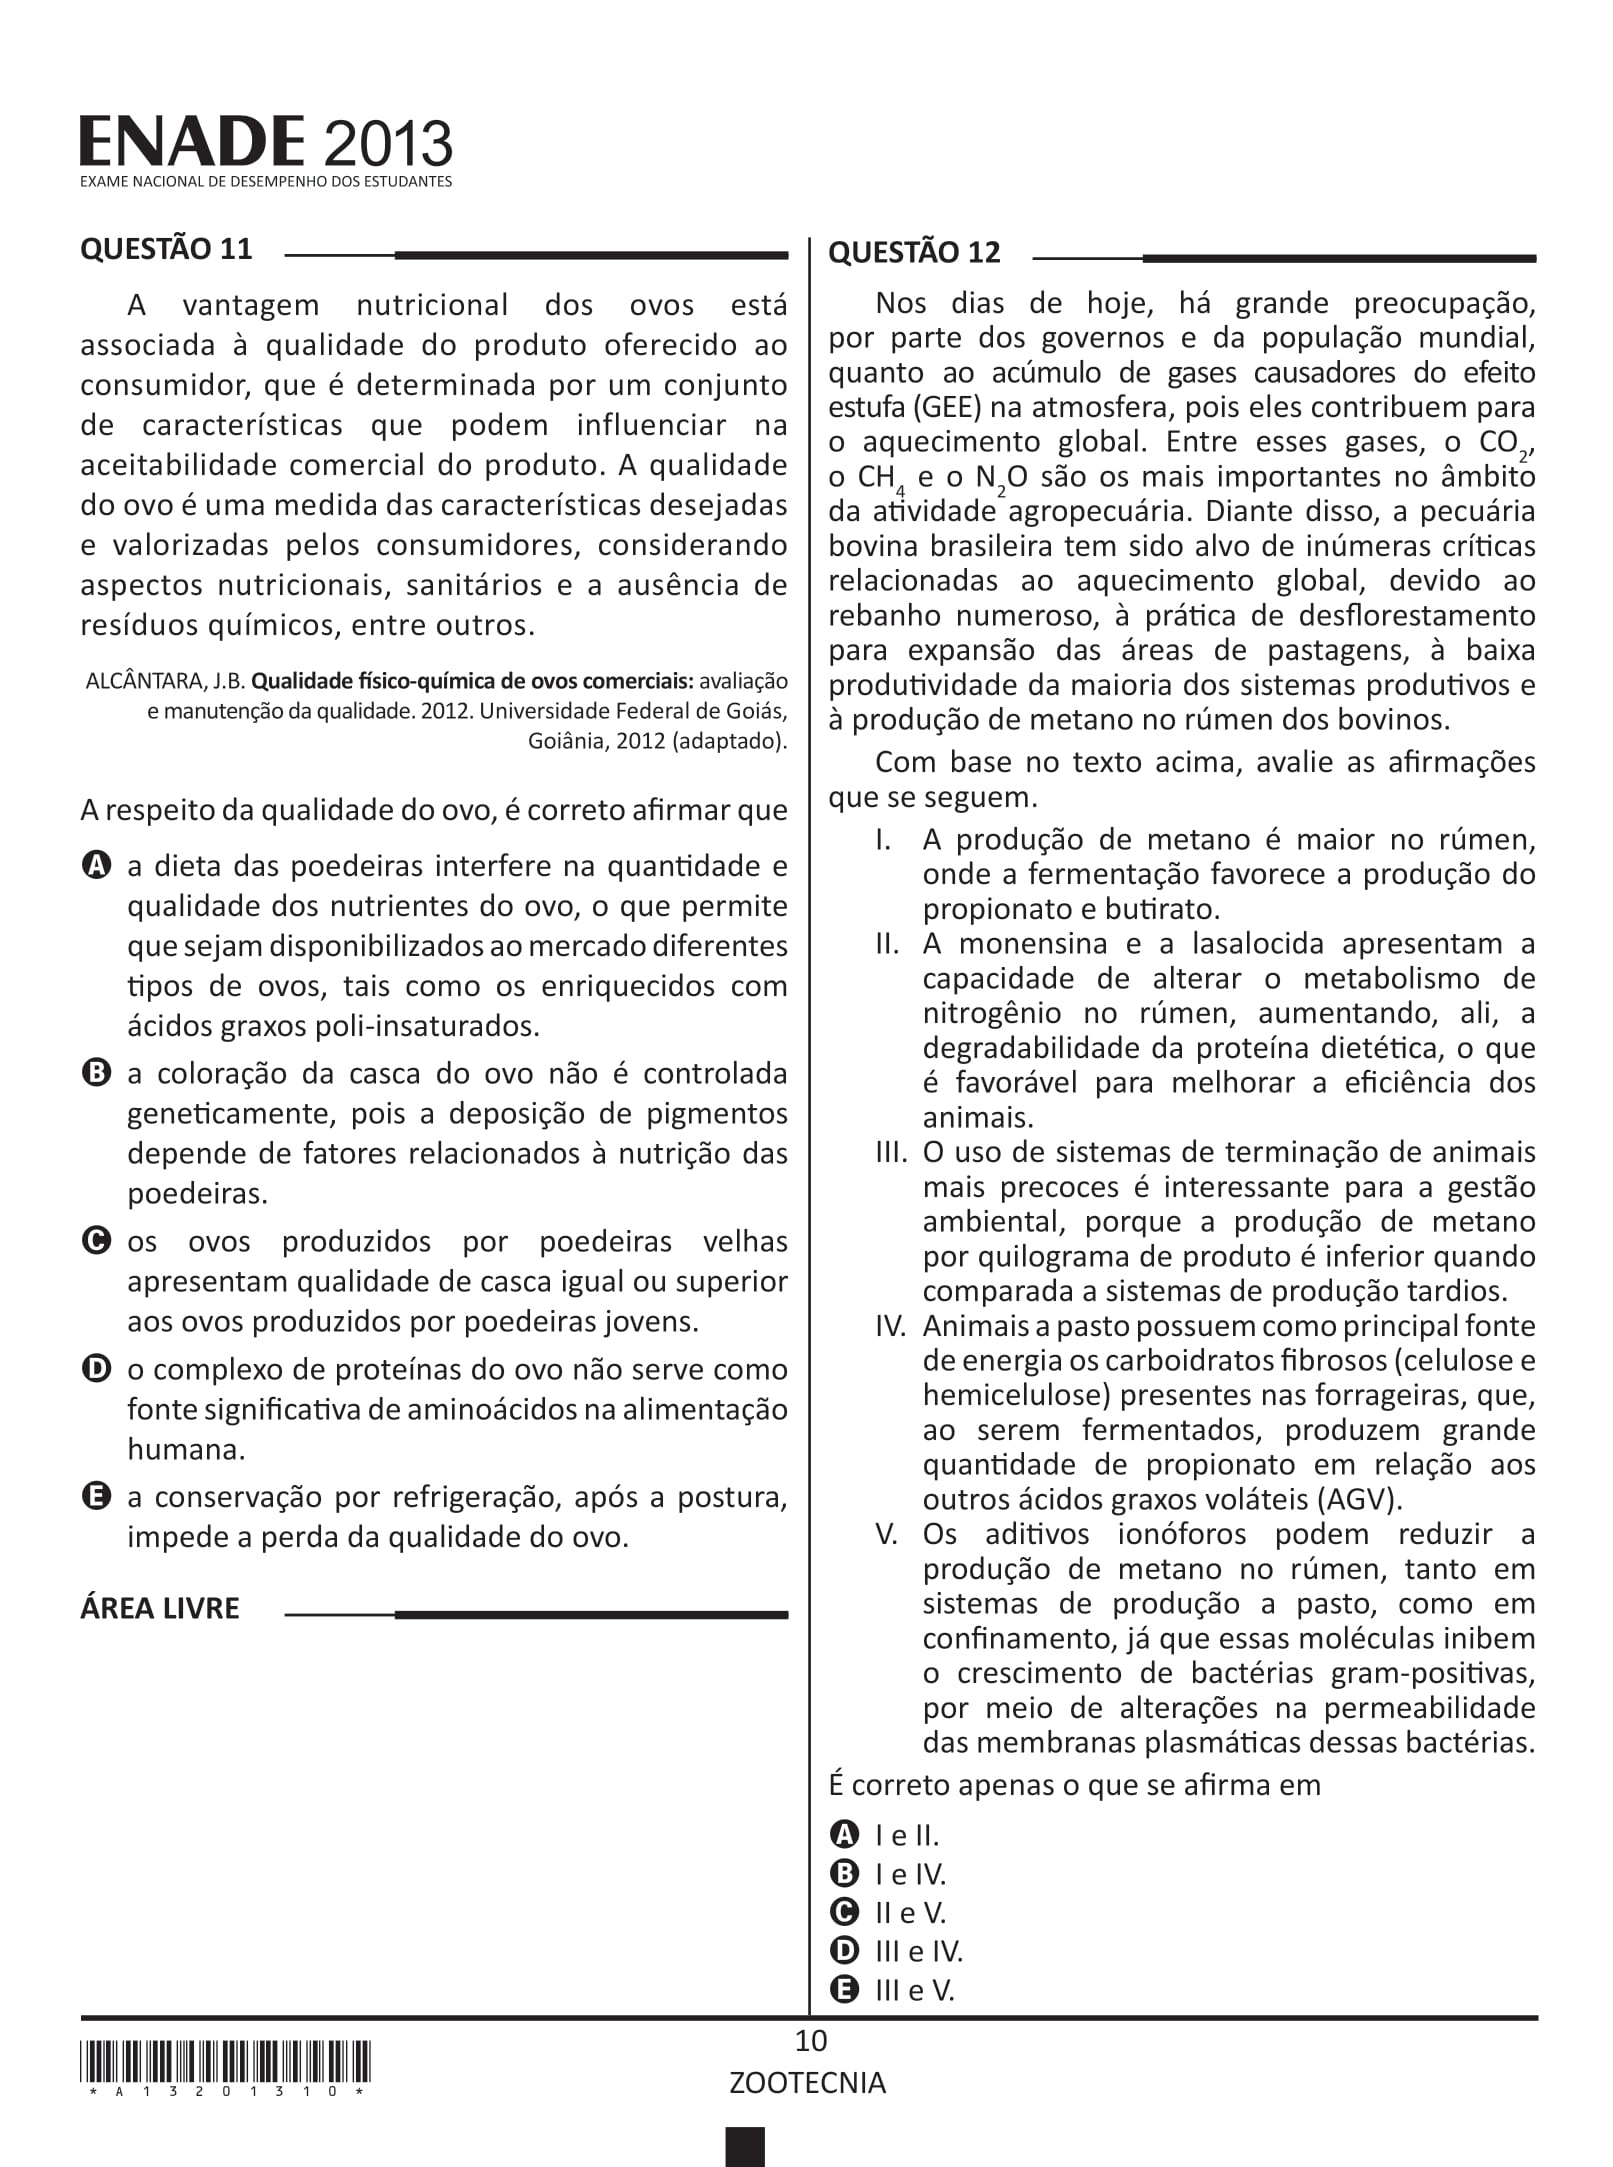 ENADE 2013
EXAME NACIONAL DE DESEMPENHO DOS ESTUDANTES
QUESTÃO 11
A vantagem nutricional dos ovos está
associada à qualidade do produto oferecido ao
consumidor, que é determinada por um conjunto
de características que podem influenciar na
aceitabilidade comercial do produto. A qualidade
do ovo é uma medida das características desejadas
e valorizadas pelos consumidores, considerando
aspectos nutricionais, sanitários e a ausência de
resíduos químicos, entre outros.
ALCÂNTARA, J.B. Qualidade físico-química de ovos comerciais: avaliação
e manutenção da qualidade. 2012. Universidade Federal de Goiás,
Goiânia, 2012 (adaptado).
A respeito da qualidade do ovo, é correto afirmar que
A a dieta das poedeiras interfere na quantidade e
qualidade dos nutrientes do ovo, o que permite
que sejam disponibilizados ao mercado diferentes
tipos de ovos, tais como os enriquecidos com
ácidos graxos poli-insaturados.
B a coloração da casca do ovo não é controlada
geneticamente, pois a deposição de pigmentos
depende de fatores relacionados à nutrição das
poedeiras.
C os ovos produzidos por poedeiras velhas
apresentam qualidade de casca igual ou superior
aos ovos produzidos por poedeiras jovens.
D o complexo de proteínas do ovo não serve como
fonte significativa de aminoácidos na alimentação
humana.
E a conservação por refrigeração, após a postura,
impede a perda da qualidade do ovo.
ÁREA LIVRE
QUESTÃO 12
Nos dias de hoje, há grande preocupação,
por parte dos governos e da população mundial,
quanto ao acúmulo de gases causadores do efeito
estufa (GEE) na atmosfera, pois eles contribuem para
o aquecimento global. Entre esses gases, o CO2,
o CH4 e o N2O são os mais importantes no âmbito
da atividade agropecuária. Diante disso, a pecuária
bovina brasileira tem sido alvo de inúmeras críticas
relacionadas ao aquecimento global, devido ao
rebanho numeroso, à prática de desflorestamento
para expansão das áreas de pastagens, à baixa
produtividade da maioria dos sistemas produtivos e
à produção de metano no rúmen dos bovinos.
Com base no texto acima, avalie as afirmações
que se seguem.
I. A produção de metano é maior no rúmen,
onde a fermentação favorece a produção do
propionato e butirato.
II. A monensina e a lasalocida apresentam a
capacidade de alterar o metabolismo de
nitrogênio no rúmen, aumentando, ali, a
degradabilidade da proteína dietética, o que
é favorável para melhorar a eficiência dos
animais.
III. O uso de sistemas de terminação de animais
mais precoces é interessante para a gestão
ambiental, porque a produção de metano
por quilograma de produto é inferior quando
comparada a sistemas de produção tardios.
IV. Animais a pasto possuem como principal fonte
de energia os carboidratos fibrosos (celulose e
hemicelulose) presentes nas forrageiras, que,
ao serem fermentados, produzem grande
quantidade de propionato em relação aos
outros ácidos graxos voláteis (AGV).
V. Os aditivos ionóforos podem reduzir a
produção de metano no rúmen, tanto em
sistemas de produção a pasto, como em
confinamento, já que essas moléculas inibem
o crescimento de bactérias gram-positivas,
por meio de alterações na permeabilidade
das membranas plasmáticas dessas bactérias.
É correto apenas o que se afirma em
A I e II.
B I e IV.
C II e V.
D III e IV.
E III e V.
10
ZOOTECNIA
* A 1 3 2 0 1 3 1 0 *